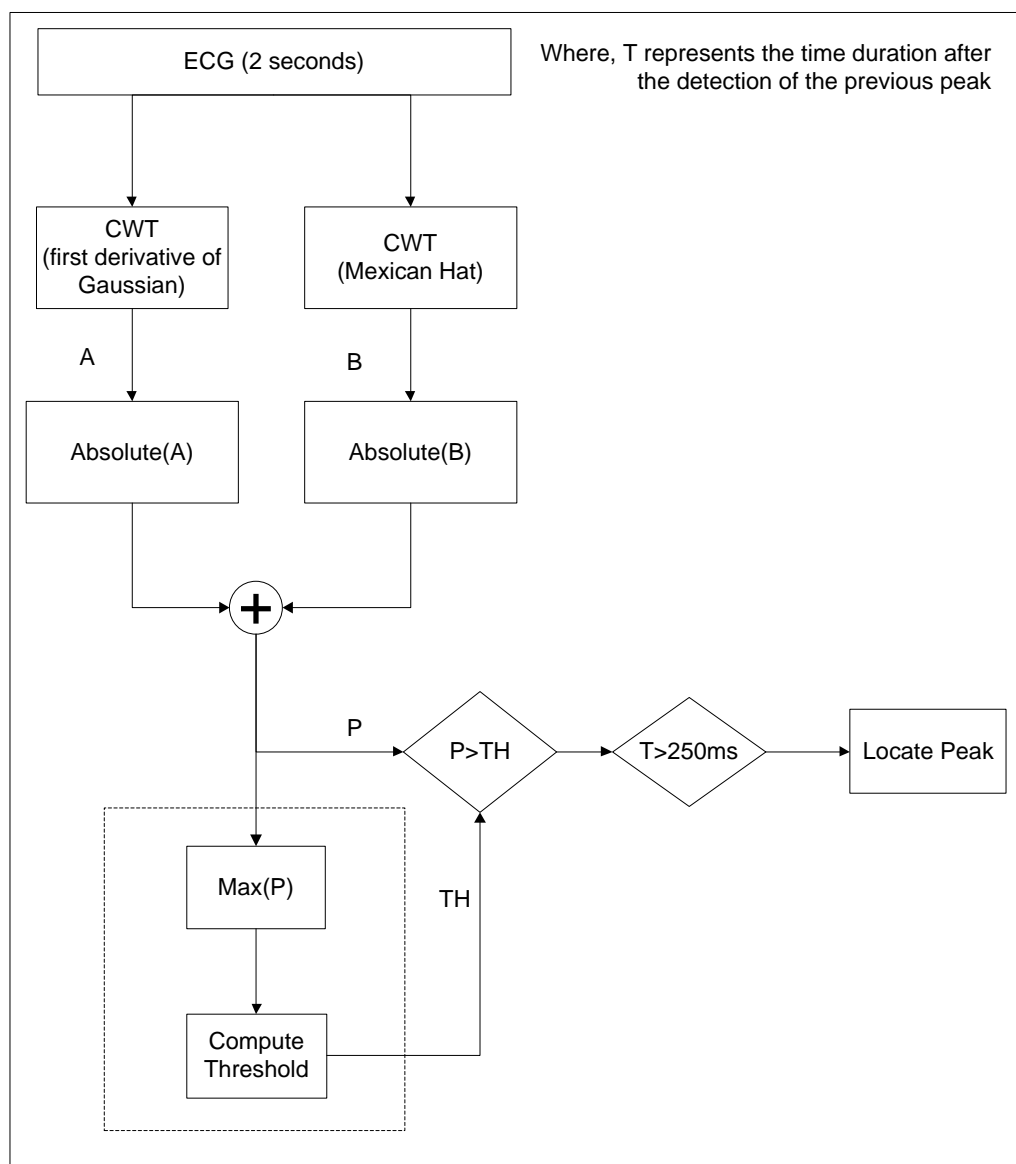 ECG (2 seconds)
Where, T represents the time duration after
the detection of the previous peak
CWT
(first derivative of
Gaussian)
CWT
(Mexican Hat)
A
B
Absolute(A)
Absolute(B)
+
P
P>TH
T>250ms
Locate Peak
Max(P)
TH
Compute
Threshold